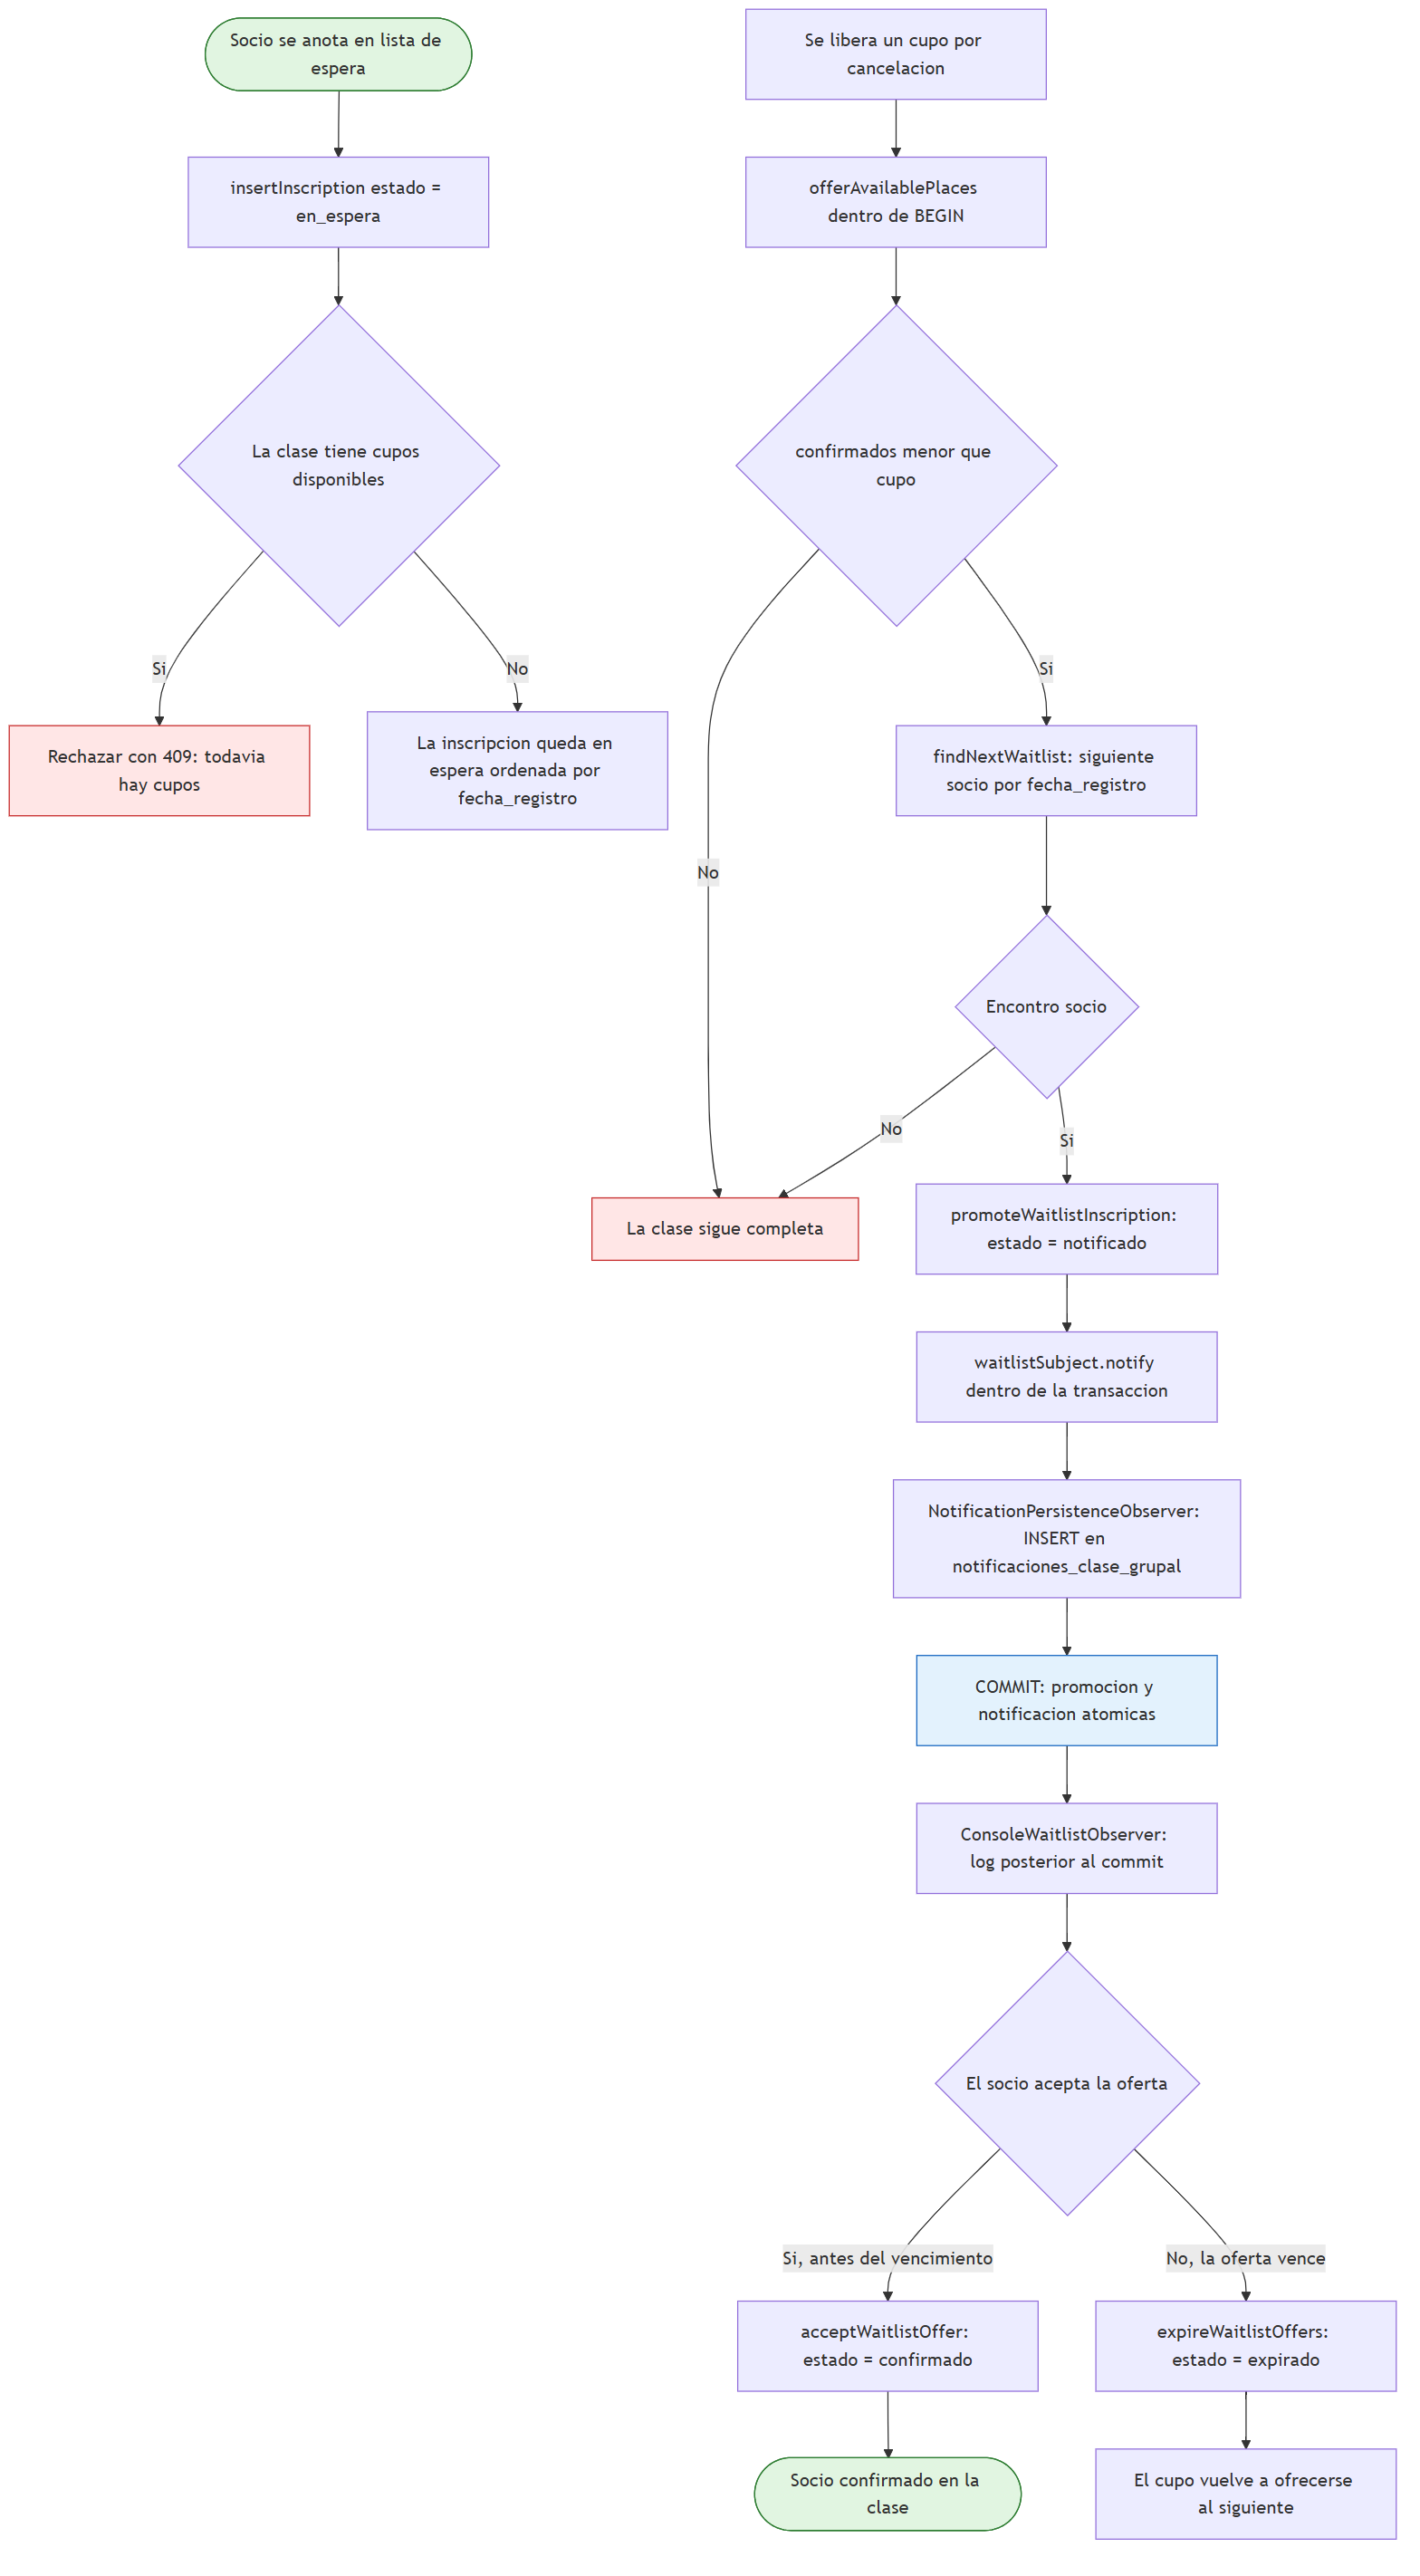 Socio se anota en lista de
espera
insertInscription estado =
en_espera
La clase tiene cupos
disponibles
Si
No
Rechazar con 409: todavia
hay cupos
La inscripcion queda en
espera ordenada por
fecha_registro
Se libera un cupo por
cancelacion
offerAvailablePlaces
dentro de BEGIN
confirmados menor que
cupo
No
Si
findNextWaitlist: siguiente
socio por fecha_registro
Encontro socio
No
Si
La clase sigue completa
promoteWaitlistInscription:
estado = notificado
waitlistSubject.notify
dentro de la transaccion
NotificationPersistenceObserver:
INSERT en
notificaciones_clase_grupal
COMMIT: promocion y
notificacion atomicas
ConsoleWaitlistObserver:
log posterior al commit
El socio acepta la oferta
Si, antes del vencimiento
No, la oferta vence
acceptWaitlistOffer:
estado = confirmado
expireWaitlistOffers:
estado = expirado
Socio confirmado en la
clase
El cupo vuelve a ofrecerse
al siguiente